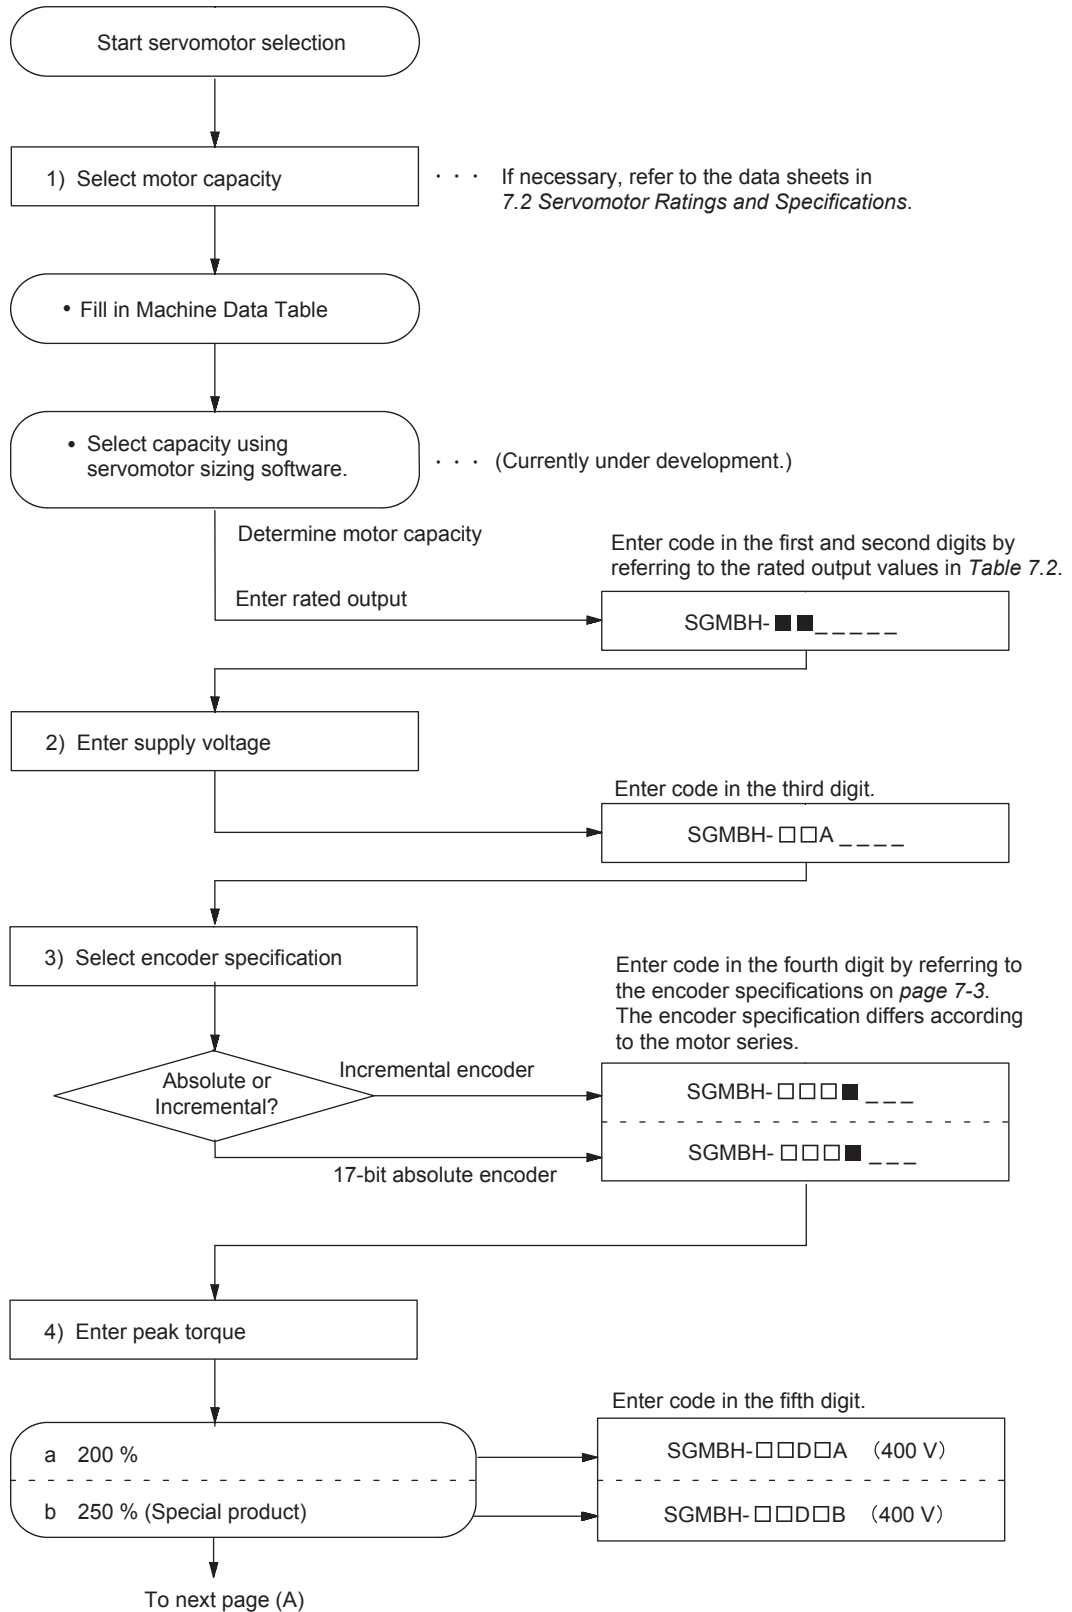 Start servomotor selection
1) Select motor capacity
· · · If necessary, refer to the data sheets in
7.2 Servomotor Ratings and Specifications.
• Fill in Machine Data Table
• Select capacity using
servomotor sizing software.
· · · (Currently under development.)
Determine motor capacity
Enter rated output
Enter code in the first and second digits by
referring to the rated output values in Table 7.2.
SGMBH- ■ ■ _ _ _ _ _
2) Enter supply voltage
Enter code in the third digit.
SGMBH- □□A _ _ _ _
3) Select encoder specification
Enter code in the fourth digit by referring to
the encoder specifications on page 7-3.
The encoder specification differs according
to the motor series.
Absolute or
Incremental?
Incremental encoder
SGMBH- □□□■ _ _ _
17-bit absolute encoder
SGMBH- □□□■ _ _ _
4) Enter peak torque
Enter code in the fifth digit.
a 200 %
SGMBH-□□D□A (400 V)
b 250 % (Special product)
SGMBH-□□D□B (400 V)
To next page (A)